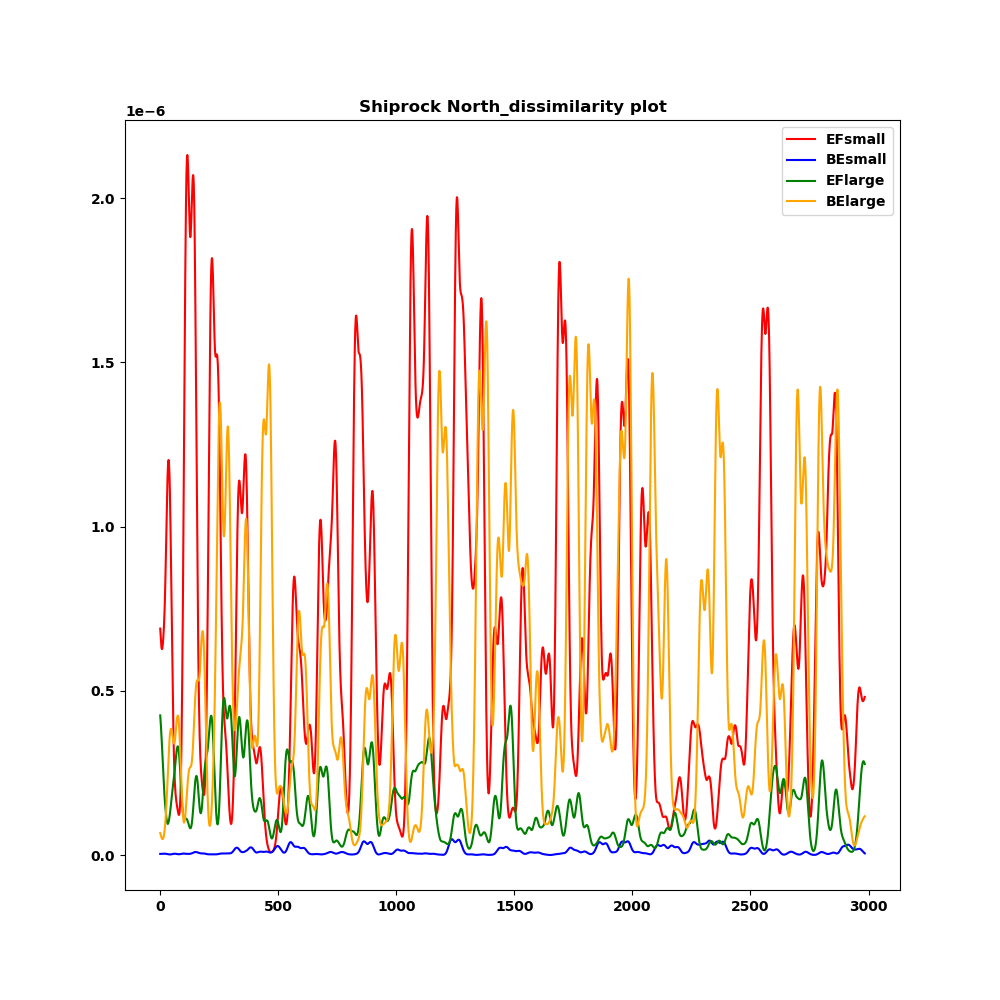 Shiprock North_dissimilarity plot
1e−6
EFsmall
BEsmall
EFlarge
BElarge
2.0
1.5
1.0
0.5
0.0
0 500 1000 1500 2000 2500 3000